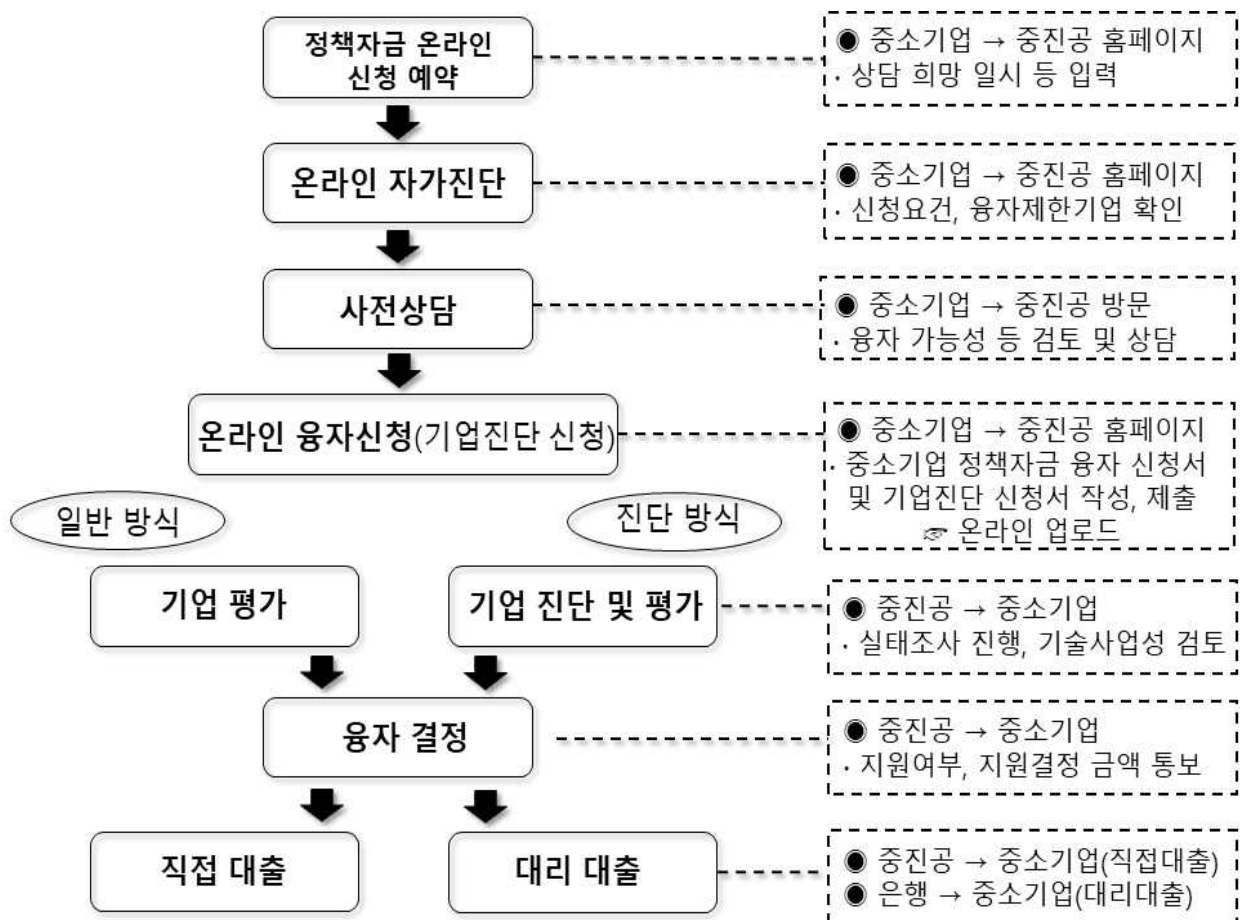 정책자금 온라인
신청 예약
◉ 중소기업 → 중진공 홈페이지
· 상담 희망 일시 등 입력
온라인 자가진단
◉ 중소기업 → 중진공 홈페이지
· 신청요건, 융자제한기업 확인
사전상담
◉ 중소기업 → 중진공 방문
· 융자 가능성 등 검토 및 상담
온라인 융자신청(기업진단 신청)
◉ 중소기업 → 중진공 홈페이지
· 중소기업 정책자금 융자 신청서
및 기업진단 신청서 작성, 제출
☞ 온라인 업로드
일반 방식
진단 방식
기업 평가
기업 진단 및 평가
◉ 중진공 → 중소기업
· 실태조사 진행, 기술사업성 검토
융자 결정
◉ 중진공 → 중소기업
· 지원여부, 지원결정 금액 통보
직접 대출
대리 대출
◉ 중진공 → 중소기업(직접대출)
◉ 은행 → 중소기업(대리대출)